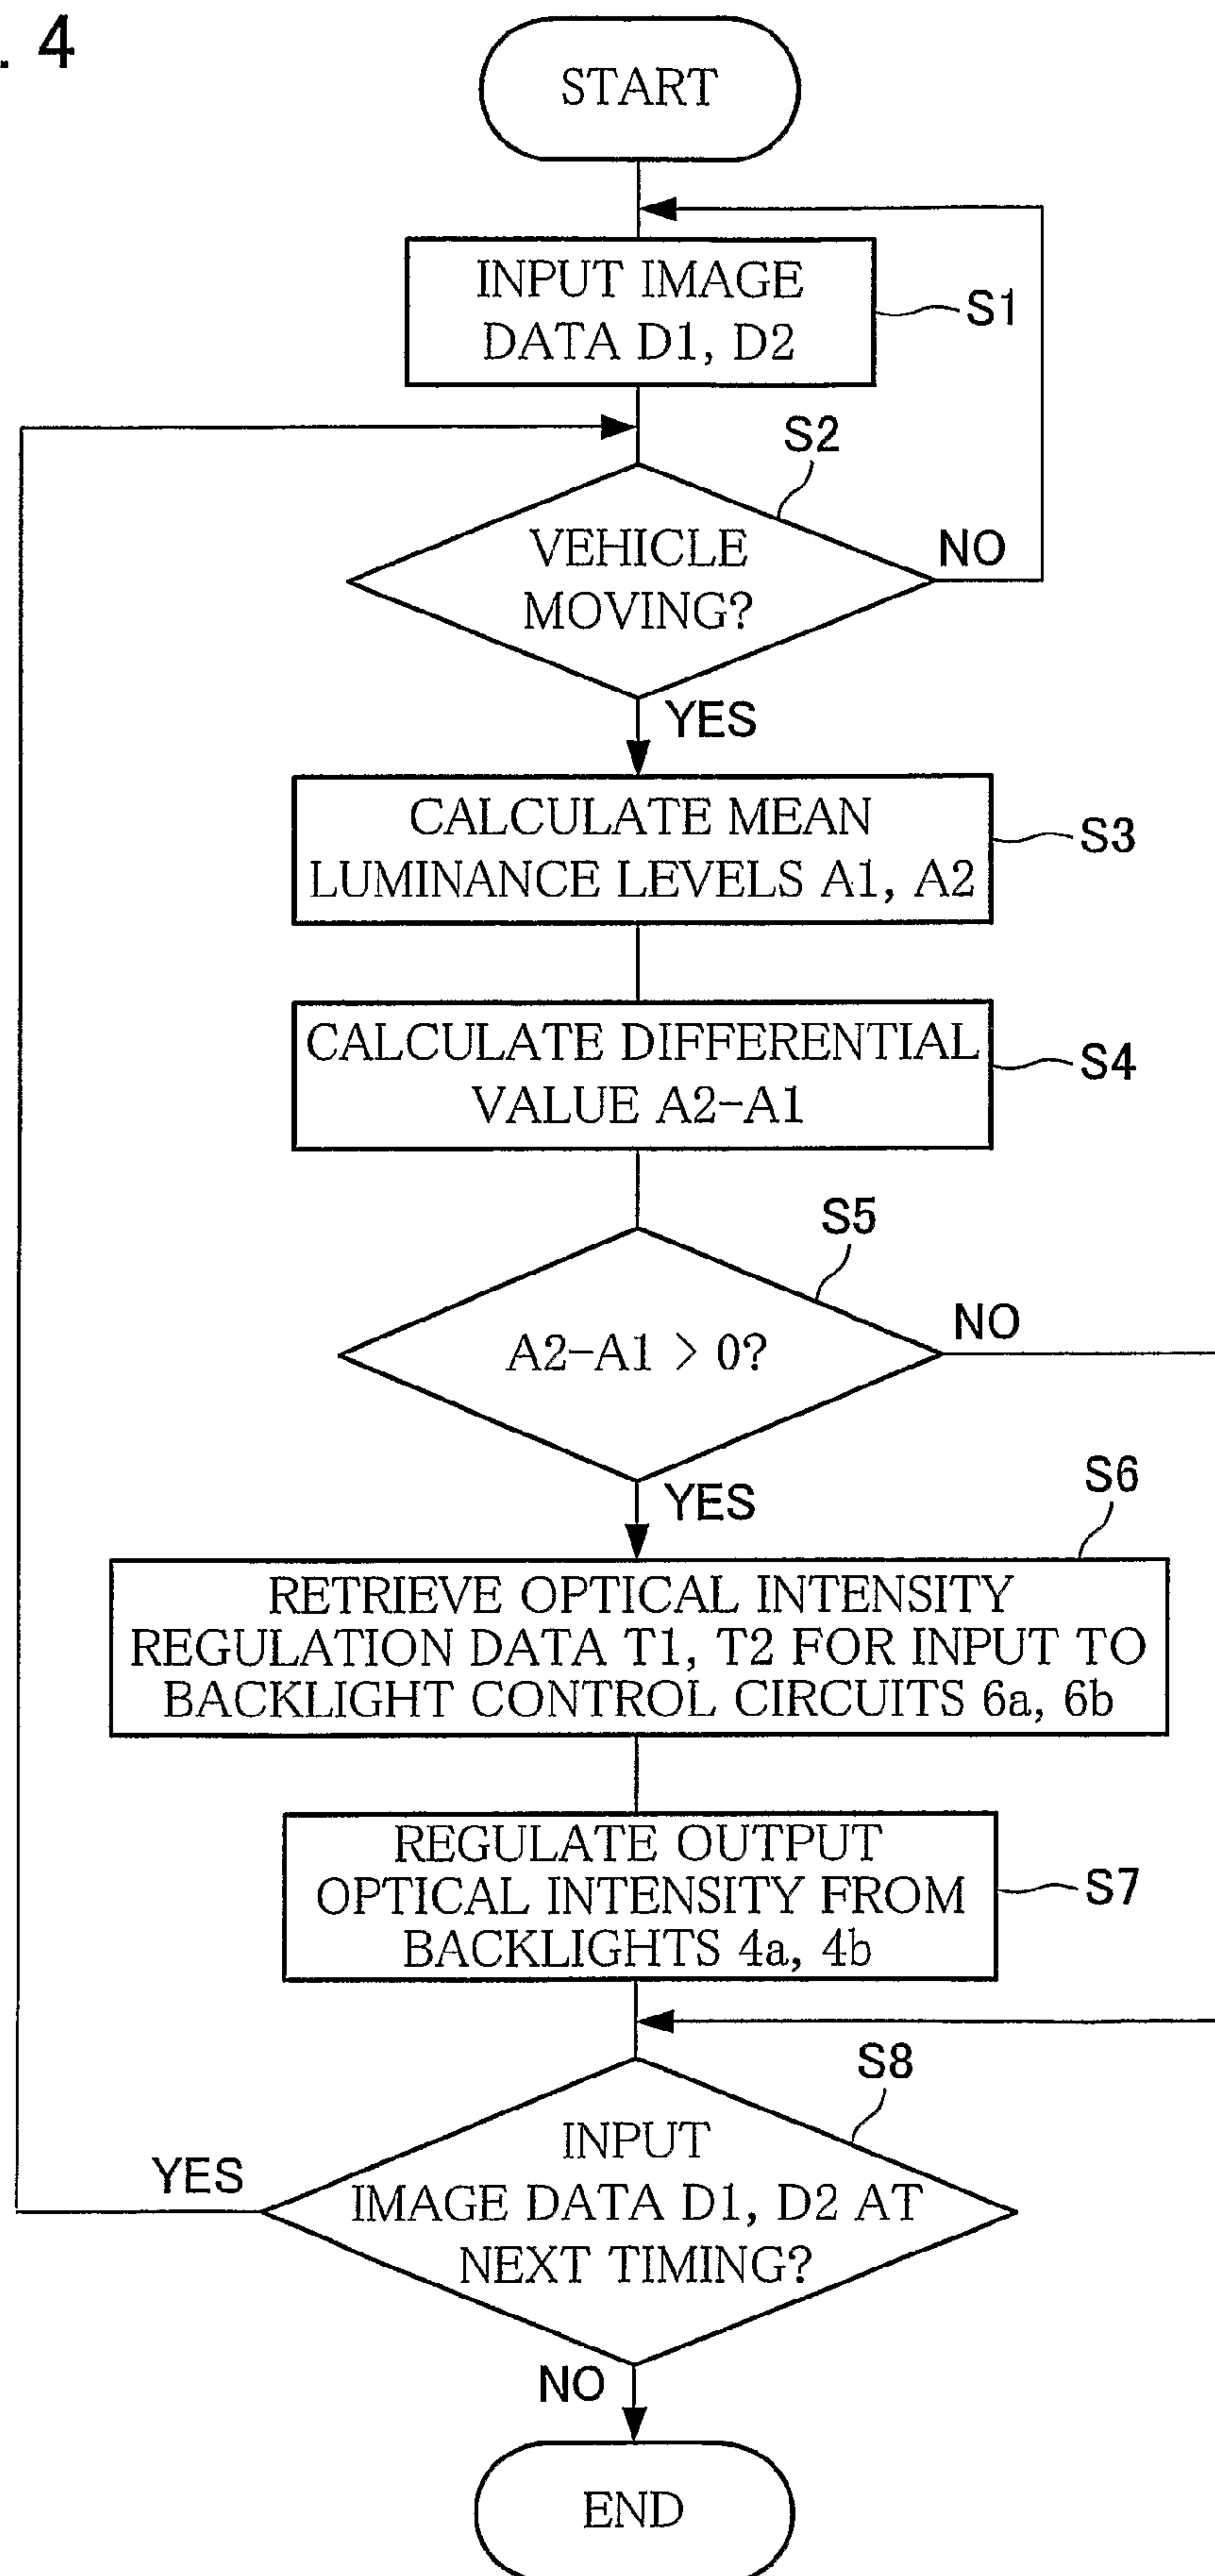 . 4
START
INPUT IMAGE
DATA D1, D2
S1
S2
VEHICLE
MOVING?
NO
YES
CALCULATE MEAN
LUMINANCE LEVELS A1, A2
S3
CALCULATE DIFFERENTIAL
VALUE A2-A1
S4
S5
A2-A1 > 0?
NO
YES
S6
RETRIEVE OPTICAL INTENSITY
REGULATION DATA T1, T2 FOR INPUT TO
BACKLIGHT CONTROL CIRCUITS 6a, 6b
REGULATE OUTPUT
OPTICAL INTENSITY FROM
BACKLIGHTS 4a, 4b
S7
S8
INPUT
IMAGE DATA D1, D2 AT
NEXT TIMING?
YES
NO
END